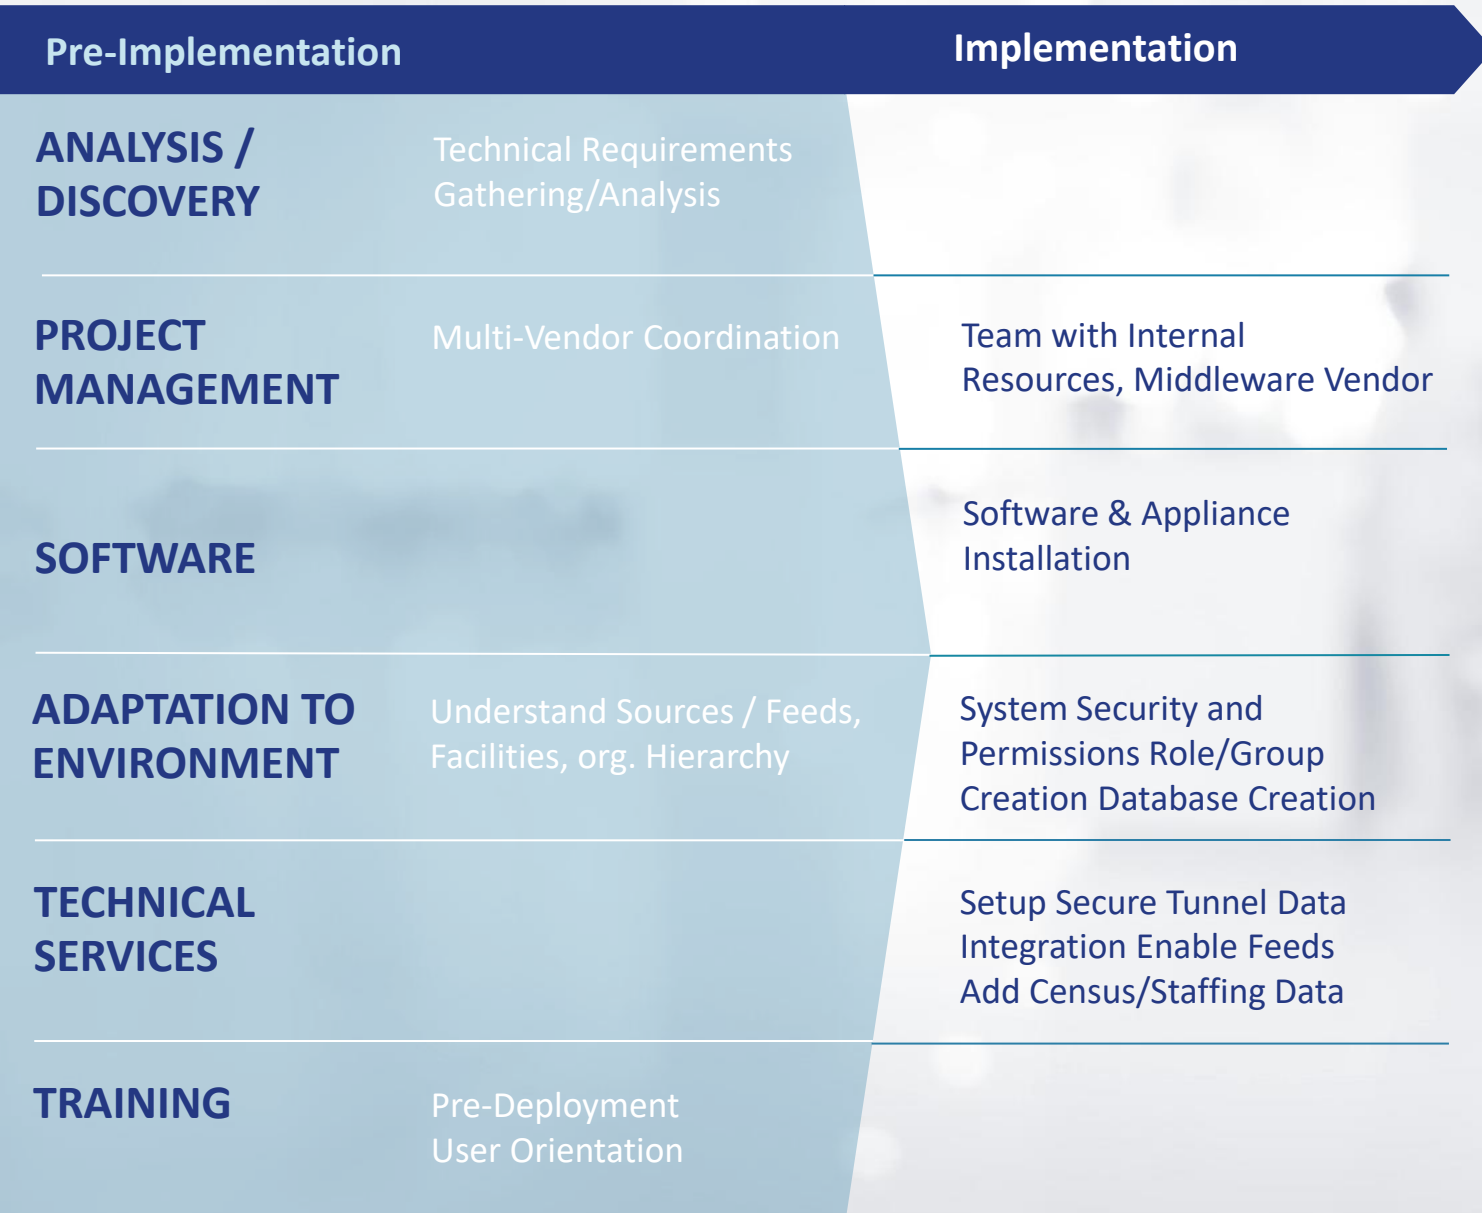 Pre-Implementation
Implementation
ANALYSIS /
DISCOVERY
Technical Requirements
Gathering/Analysis
PROJECT
MANAGEMENT
Multi-Vendor Coordination
Team with Internal
Resources, Middleware Vendor
SOFTWARE
Software & Appliance
Installation
ADAPTATION TO
ENVIRONMENT
Understand Sources / Feeds,
Facilities, org. Hierarchy
System Security and
Permissions Role/Group
Creation Database Creation
TECHNICAL
SERVICES
Setup Secure Tunnel Data
Integration Enable Feeds
Add Census/Staffing Data
TRAINING
Pre-Deployment
User Orientation